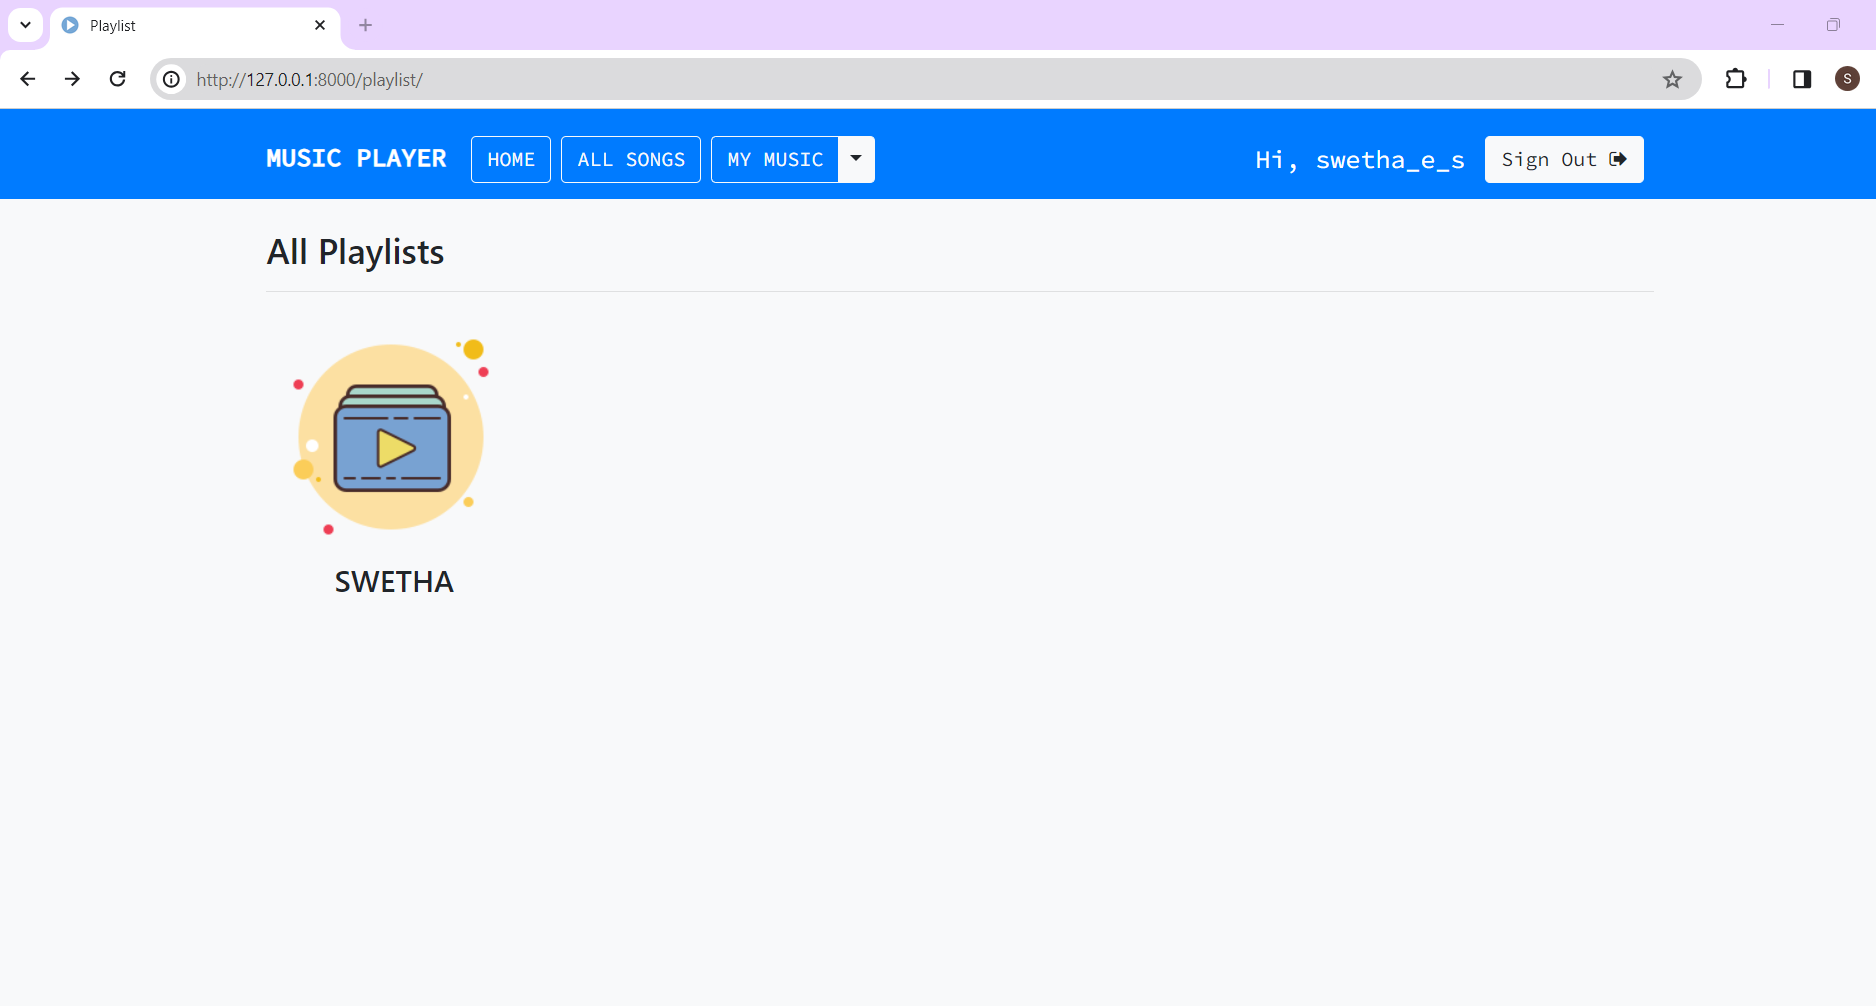 Playlist
http://127.0.0.1:8000/playlist/
S
MUSIC PLAYER HOME ALL SONGS MY MUSIC Hi, swetha_e_s Sign Out
All Playlists
SWETHA